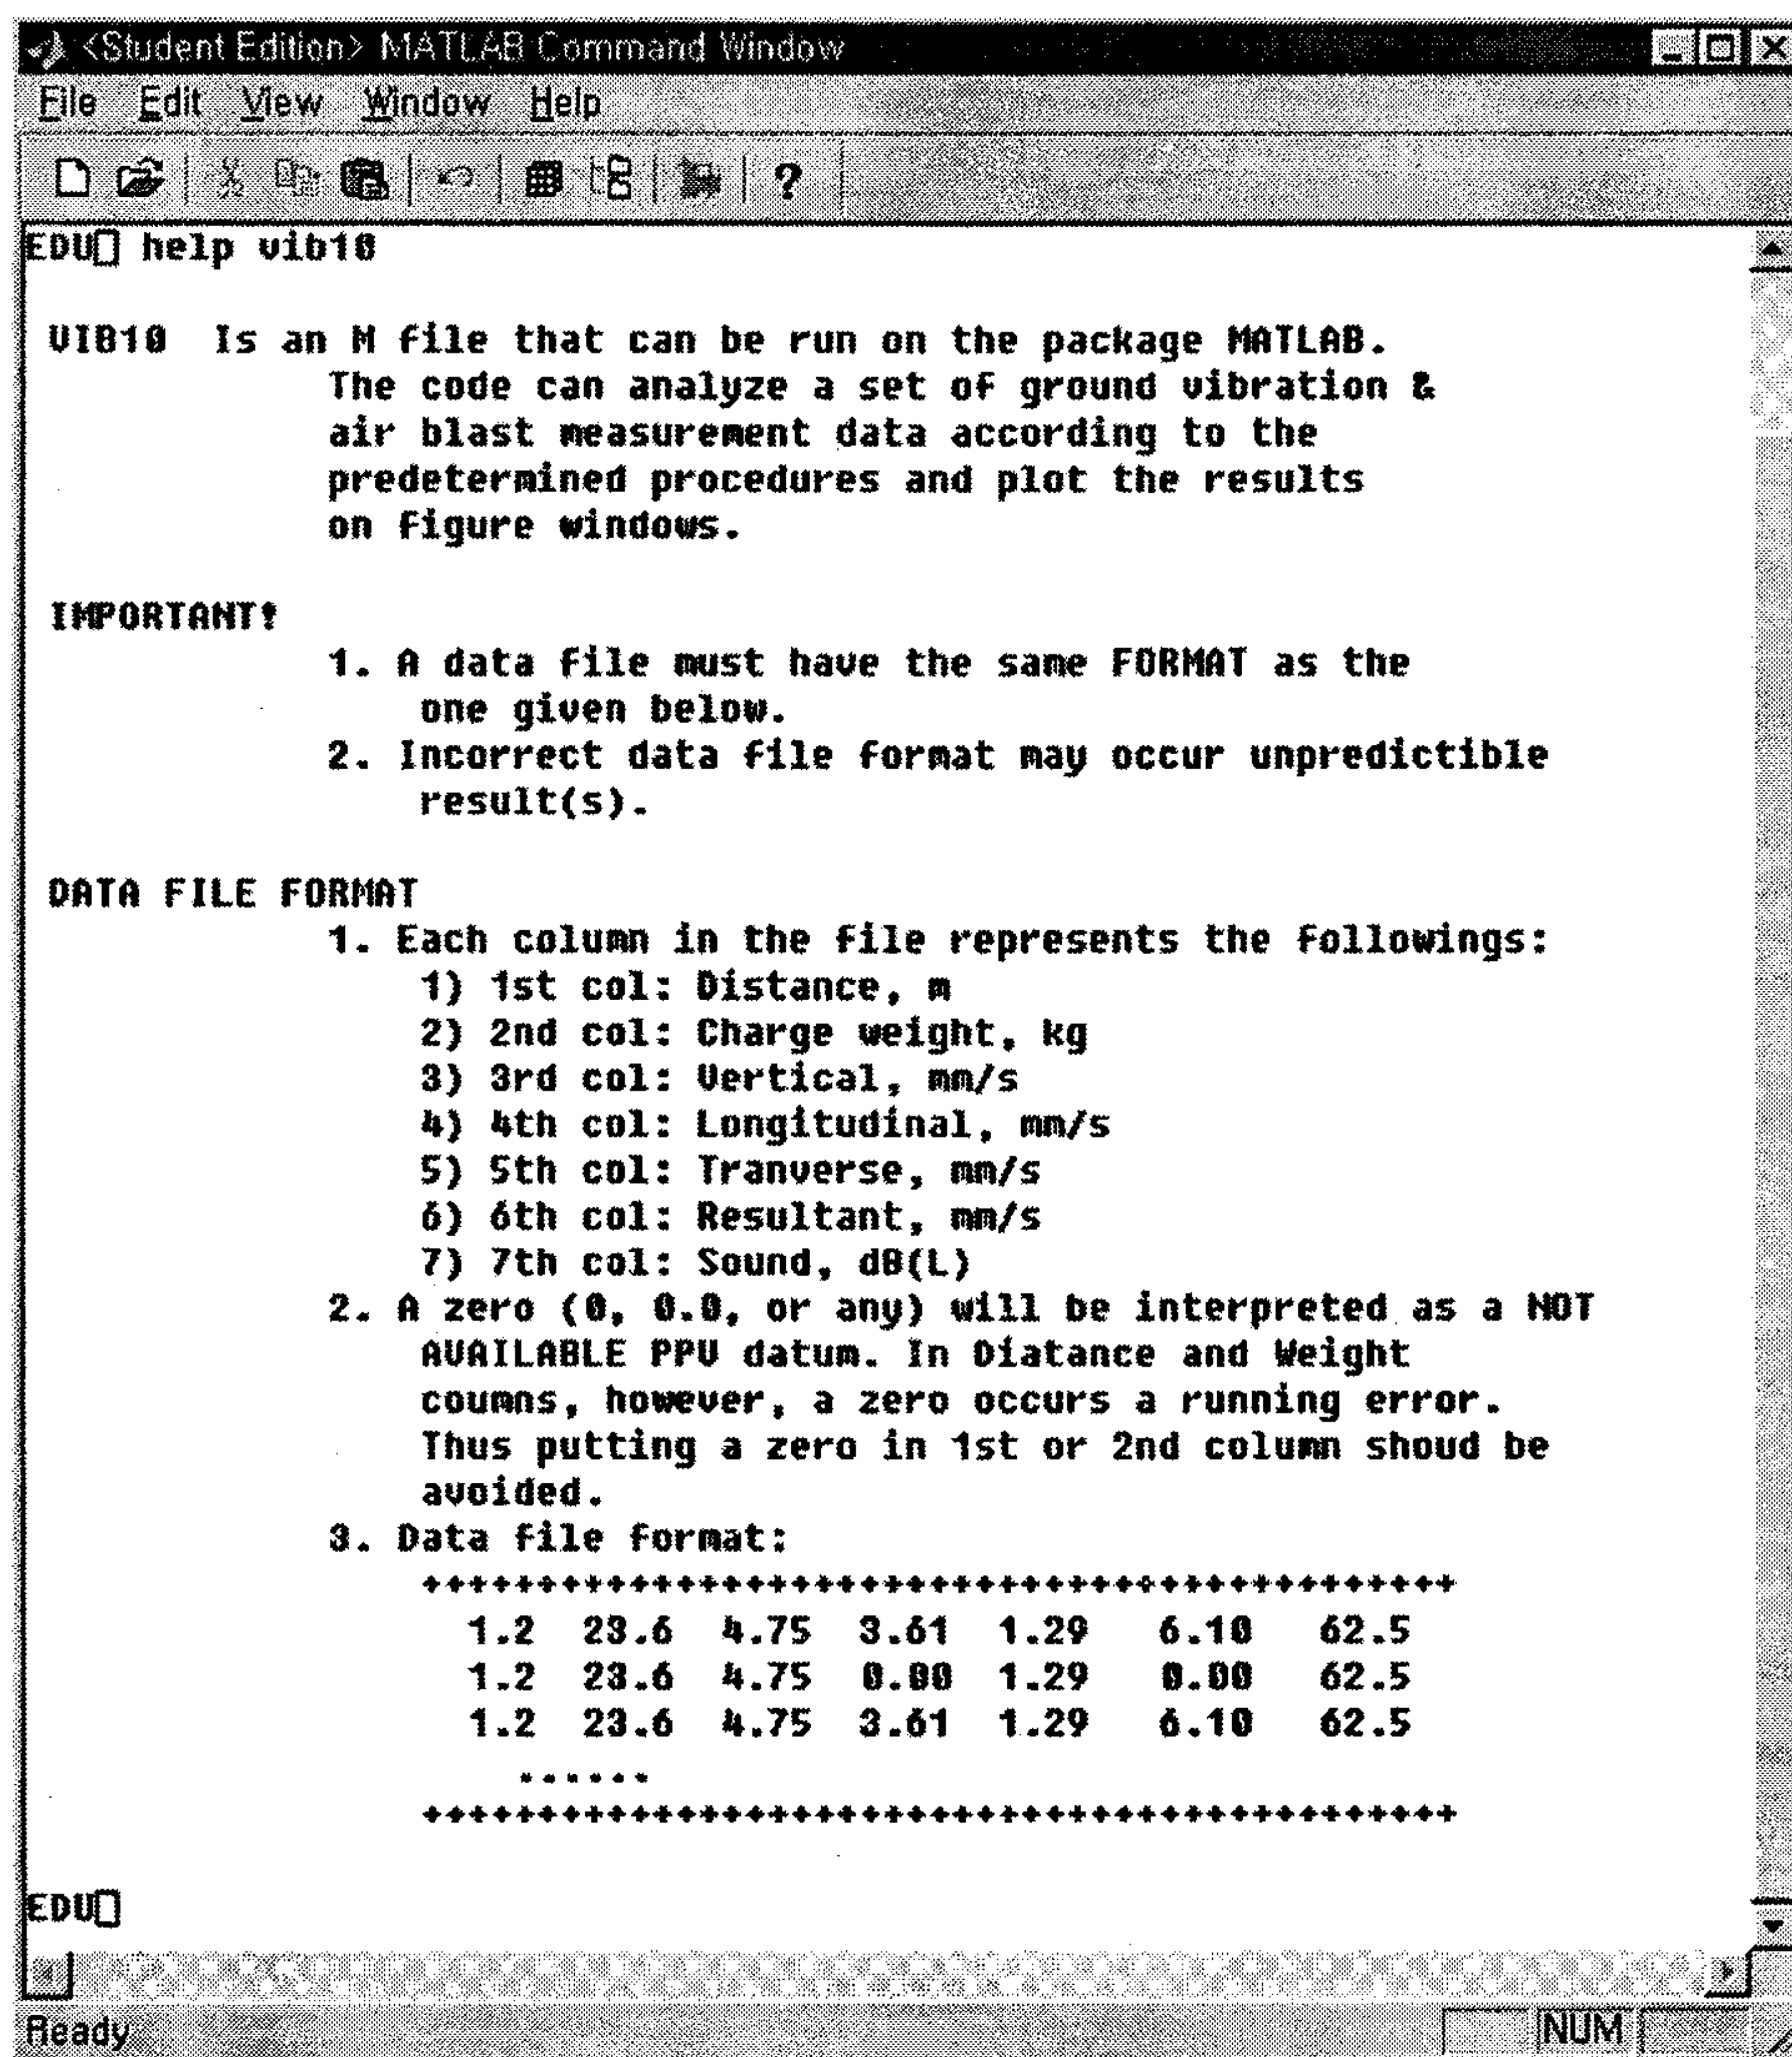 <Student Edition> MATLAB Command Window
File Edit View Window Help
?
EDU» help vib10
VIB10 Is an M file that can be run on the package MATLAB.
The code can analyze a set of ground vibration &
air blast measurement data according to the
predetermined procedures and plot the results
on figure windows.
IMPORTANT!
1. A data file must have the same FORMAT as the
one given below.
2. Incorrect data file format may occur unpredictible
result(s).
DATA FILE FORMAT
1. Each column in the file represents the followings:
1) 1st col: Distance, m
2) 2nd col: Charge weight, kg
3) 3rd col: Vertical, mm/s
4) 4th col: Longitudinal, mm/s
5) 5th col: Tranverse, mm/s
6) 6th col: Resultant, mm/s
7) 7th col: Sound, dB(L)
2. A zero (0, 0.0, or any) will be interpreted as a NOT
AVAILABLE PPV datum. In Diatance and Weight
coumns, however, a zero occurs a running error.
Thus putting a zero in 1st or 2nd column shoud be
avoided.
3. Data file format:
+++++++++++++++++++++++++++++++++++++++++++++
1.2 23.6 4.75 3.61 1.29 6.10 62.5
1.2 23.6 4.75 0.00 1.29 0.00 62.5
1.2 23.6 4.75 3.61 1.29 6.10 62.5
......
+++++++++++++++++++++++++++++++++++++++++++++
EDU»
Ready NUM